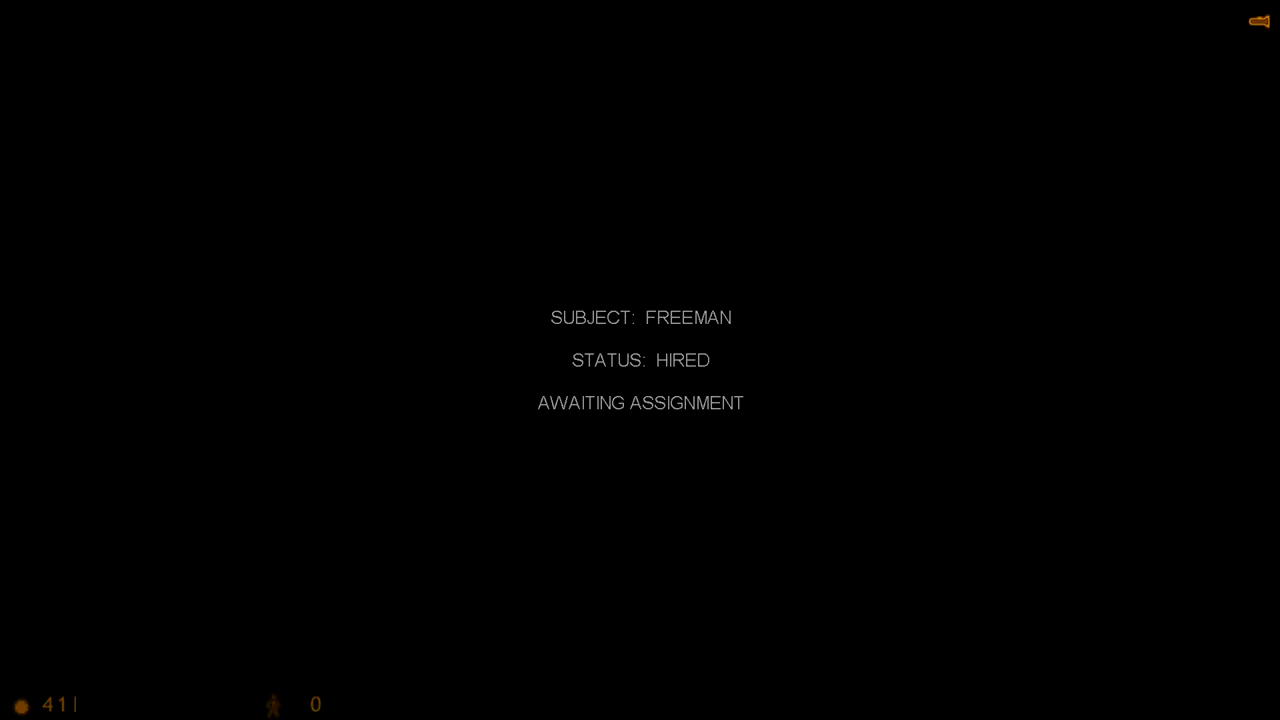 SUBJECT:  FREEMAN
STATUS:  HIRED
AWAITING ASSIGNMENT
41| 0